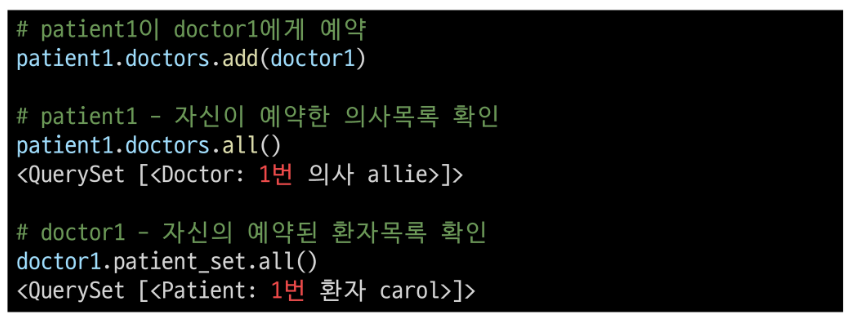 # patient1이 doctor1에게 예약
patient1.doctors.add(doctor1)
# patient1 - 자신이 예약한 의사목록 확인
patient1.doctors.all()
<QuerySet [<Doctor: 1번 의사 allie>]>
# doctor1 - 자신의 예약된 환자목록 확인
doctor1.patient_set.all()
<QuerySet [<Patient: 1번 환자 carol>]>